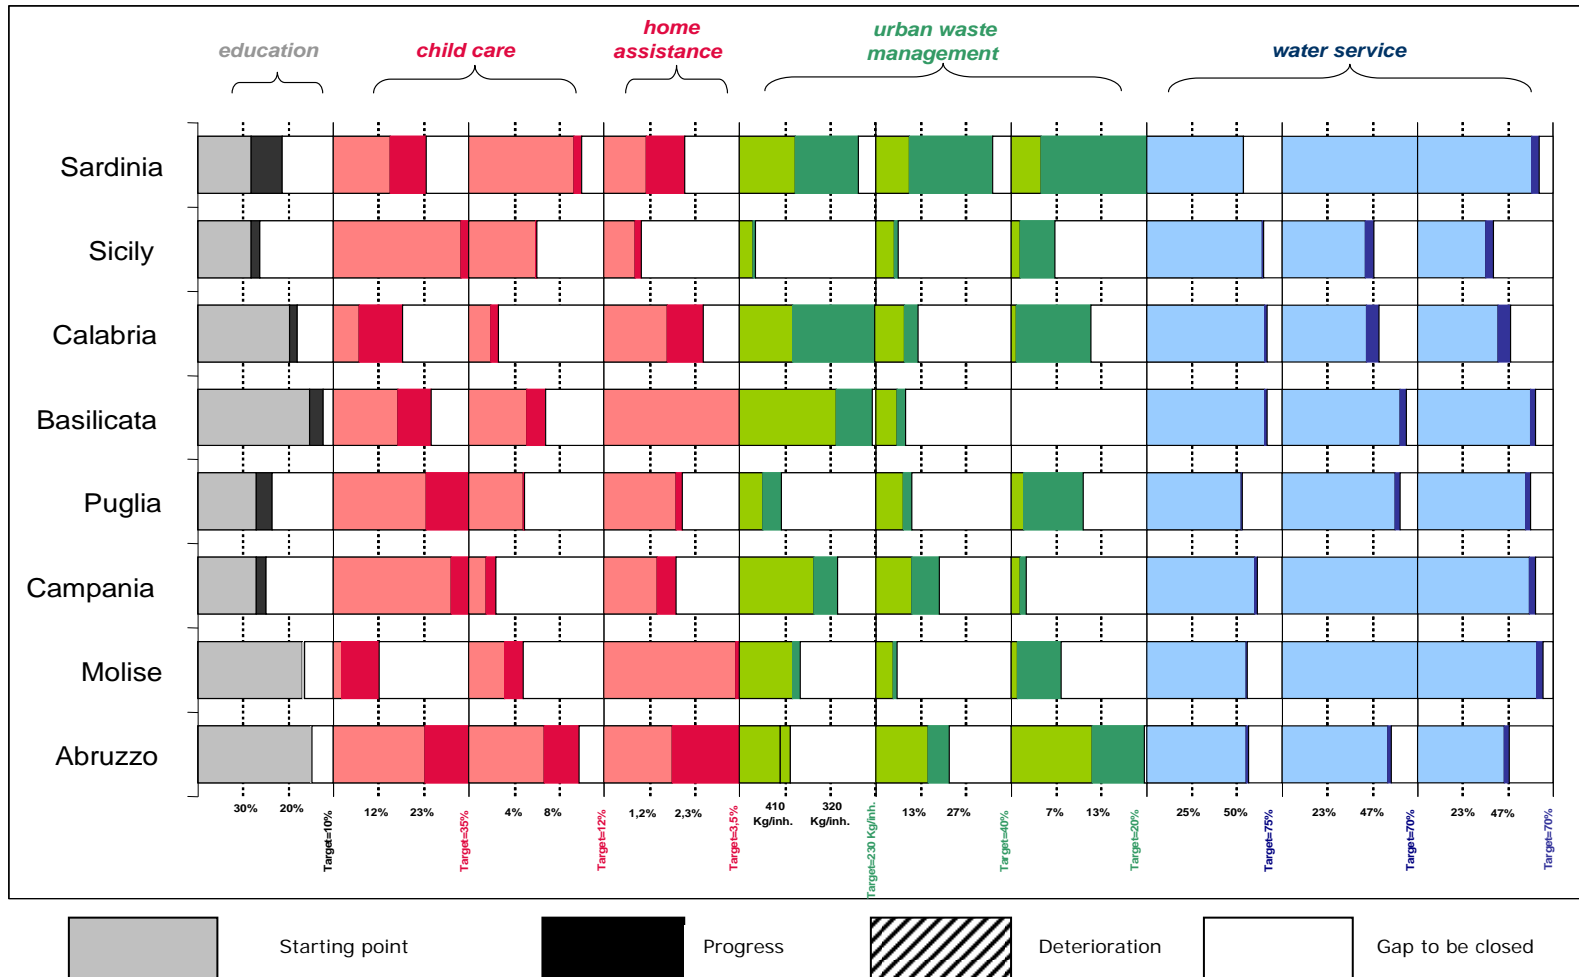 education
child care
home
assistance
urban waste
management
water service
Sardinia
Sicily
Calabria
Basilicata
Puglia
Campania
Molise
Abruzzo
30%
20%
Target=10%
12%
23%
Target=35%
4%
8%
Target=12%
1,2%
2,3%
Target=3,5%
410
Kg/inh.
320
Kg/inh.
Target=230 Kg/inh.
13%
27%
Target=40%
7%
13%
Target=20%
25%
50%
Target=75%
23%
47%
Target=70%
23%
47%
Target=70%
Starting point
Progress
Deterioration
Gap to be closed